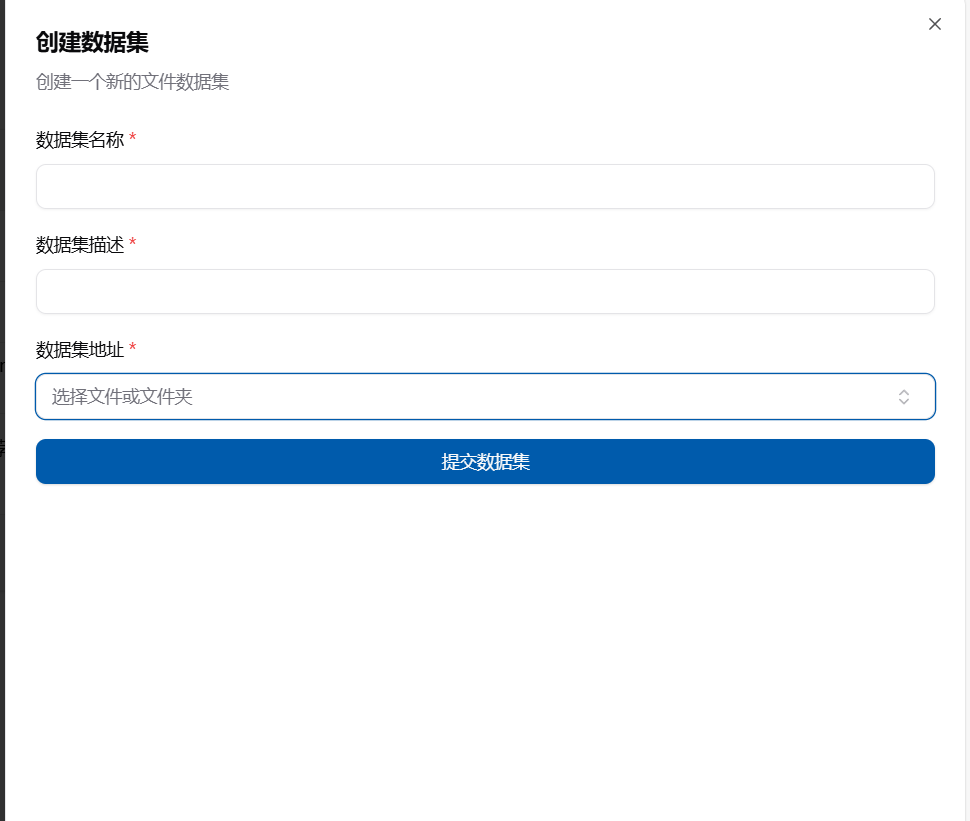 创建数据集
创建一个新的文件数据集
数据集名称 *
数据集描述 *
数据集地址 *
选择文件或文件夹
提交数据集